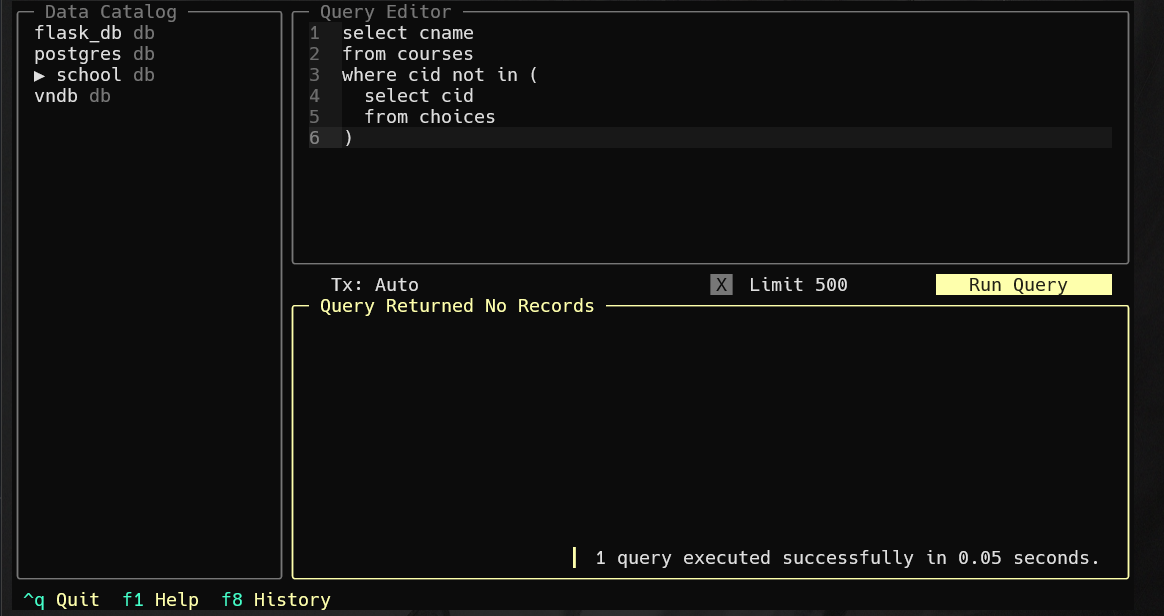 Data Catalog
flask_db db
postgres db
▶ school db
vndb db
Query Editor
1 select cname
2 from courses
3 where cid not in (
4   select cid
5   from choices
6 )
Tx: Auto
X Limit 500
Run Query
Query Returned No Records
1 query executed successfully in 0.05 seconds.
^q Quit f1 Help f8 History